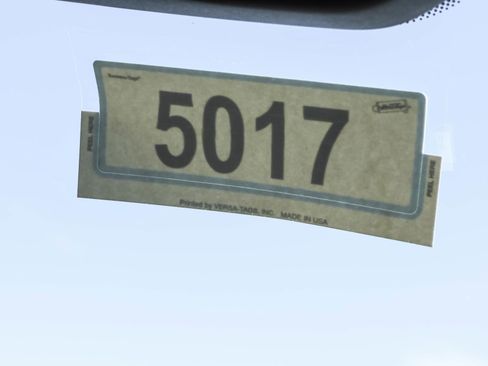 5017
PEEL HERE
PEEL HERE
Printed by VERSA-TAGS, INC. MADE IN USA